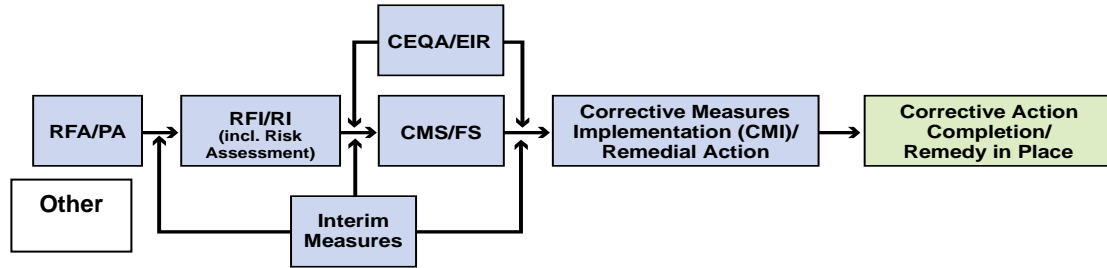 CEQA/EIR
RFA/PA
RFI/RI
(incl. Risk
Assessment)
CMS/FS
Corrective Measures
Implementation (CMI)/
Remedial Action
Corrective Action
Completion/
Remedy in Place
Other
Interim
Measures